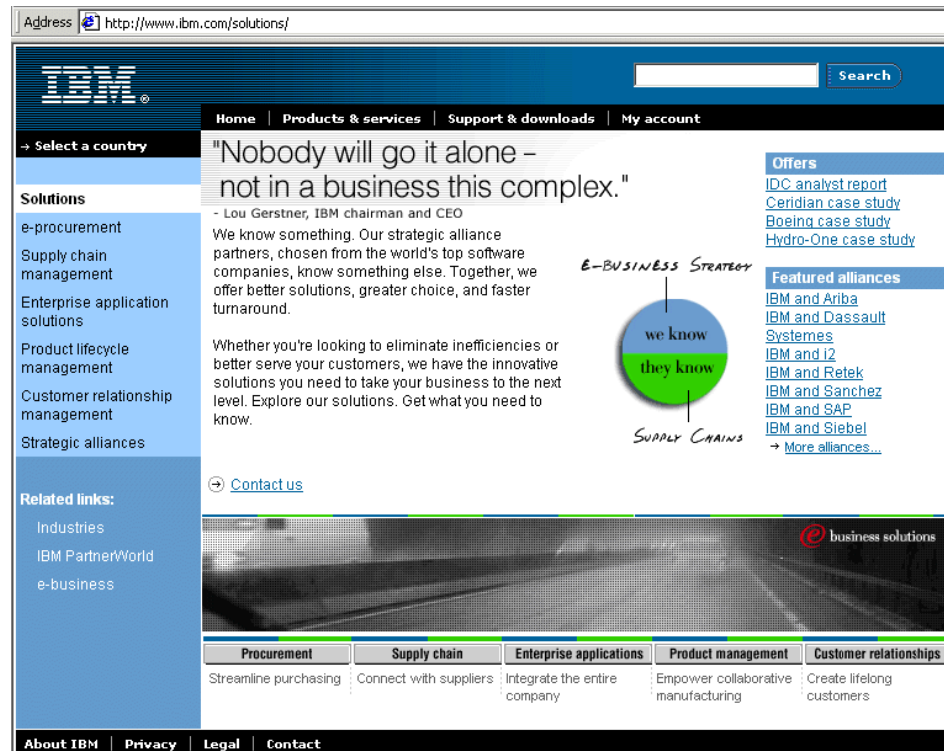 Address http://www.ibm.com/solutions/
IBM®
Search
Home | Products & services | Support & downloads | My account
→ Select a country
Solutions
e-procurement
Supply chain
management
Enterprise application
solutions
Product lifecycle
management
Customer relationship
management
Strategic alliances
Related links:
Industries
IBM PartnerWorld
e-business
"Nobody will go it alone –
not in a business this complex."
- Lou Gerstner, IBM chairman and CEO
We know something. Our strategic alliance
partners, chosen from the world's top software
companies, know something else. Together, we
offer better solutions, greater choice, and faster
turnaround.
Whether you're looking to eliminate inefficiencies or
better serve your customers, we have the innovative
solutions you need to take your business to the next
level. Explore our solutions. Get what you need to
know.
→ Contact us
E-BUSINESS STRATEGY
we know
they know
SUPPLY CHAINS
Offers
IDC analyst report
Ceridian case study
Boeing case study
Hydro-One case study
Featured alliances
IBM and Ariba
IBM and Dassault
Systemes
IBM and i2
IBM and Retek
IBM and Sanchez
IBM and SAP
IBM and Siebel
→ More alliances...
e business solutions
Procurement
Streamline purchasing
Supply chain
Connect with suppliers
Enterprise applications
Integrate the entire
company
Product management
Empower collaborative
manufacturing
Customer relationships
Create lifelong
customers
About IBM | Privacy | Legal | Contact